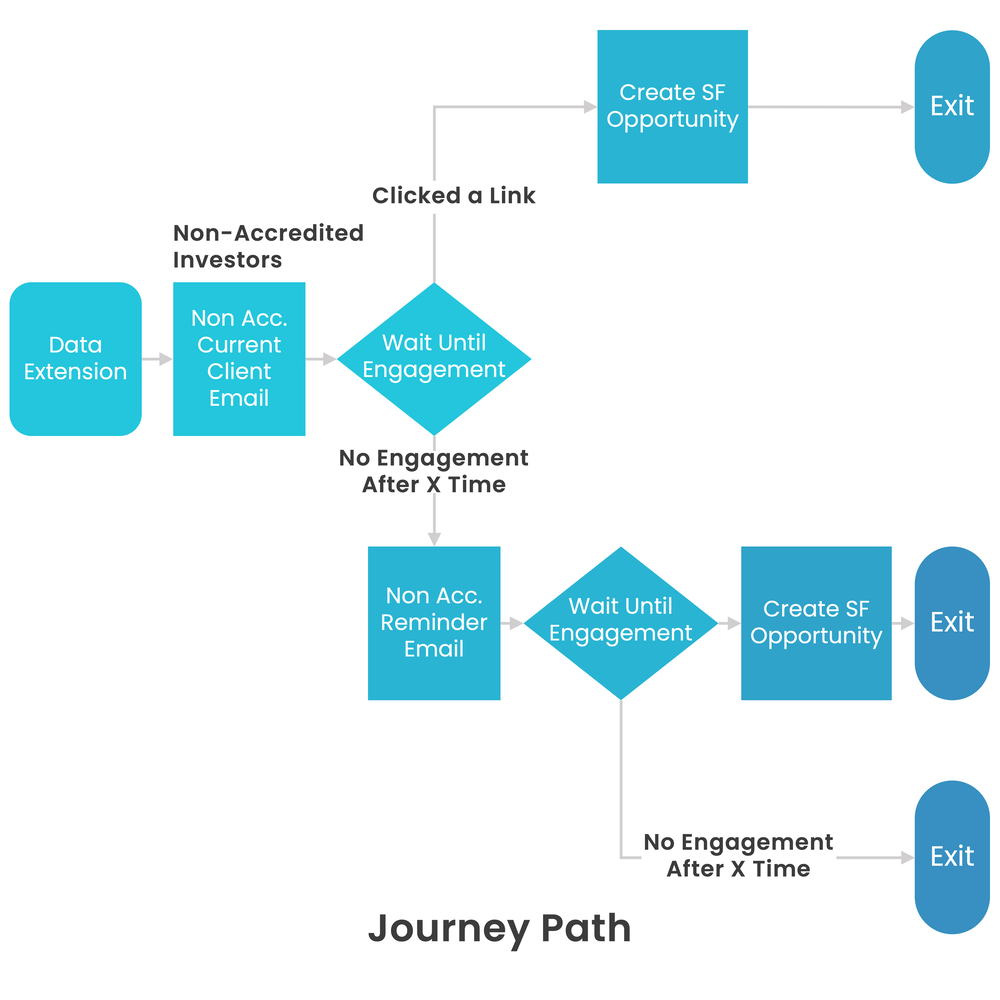 Create SF
Opportunity
Exit
Clicked a Link
Non-Accredited
Investors
Data
Extension
Non Acc.
Current
Client
Email
Wait Until
Engagement
No Engagement
After X Time
Non Acc.
Reminder
Email
Wait Until
Engagement
Create SF
Opportunity
Exit
No Engagement
After X Time
Exit
Journey Path